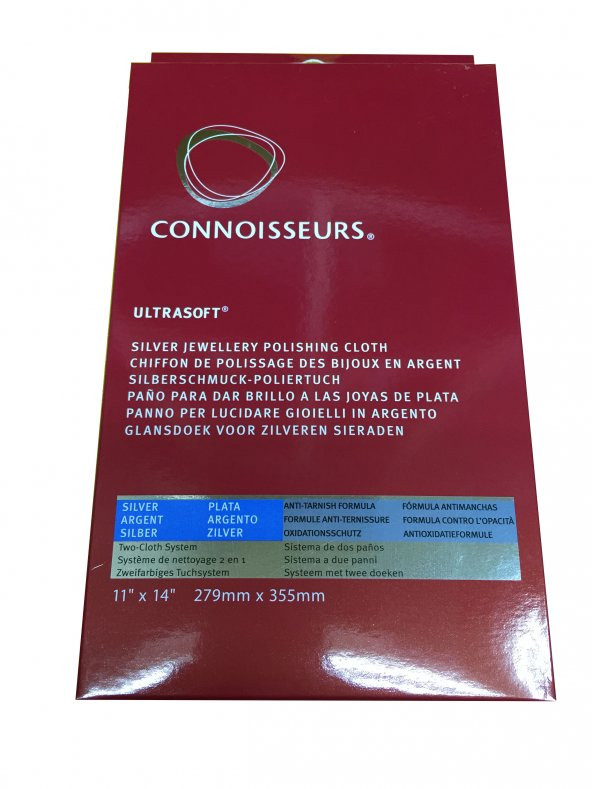 CONNOISSEURS®
ULTRASOFT®
SILVER JEWELLERY POLISHING CLOTH
CHIFFON DE POLISSAGE DES BIJOUX EN ARGENT
SILBERSCHMUCK-POLIERTUCH
PAÑO PARA DAR BRILLO A LAS JOYAS DE PLATA
PANNO PER LUCIDARE GIOIELLI IN ARGENTO
GLANSDOEK VOOR ZILVEREN SIERADEN
SILVER PLATA ANTI-TARNISH FORMULA FÓRMULA ANTIMANCHAS
ARGENT ARGENTO FORMULE ANTI-TERNISSURE FORMULA CONTRO L'OPACITÀ
SILBER ZILVER OXIDATIONSSCHUTZ ANTIOXIDATIEFORMULE
Two-Cloth System Sistema de dos paños
Système de nettoyage 2 en 1 Sistema a due panni
Zweifarbiges Tuchsystem Systeem met twee doeken
11" x 14" 279mm x 355mm